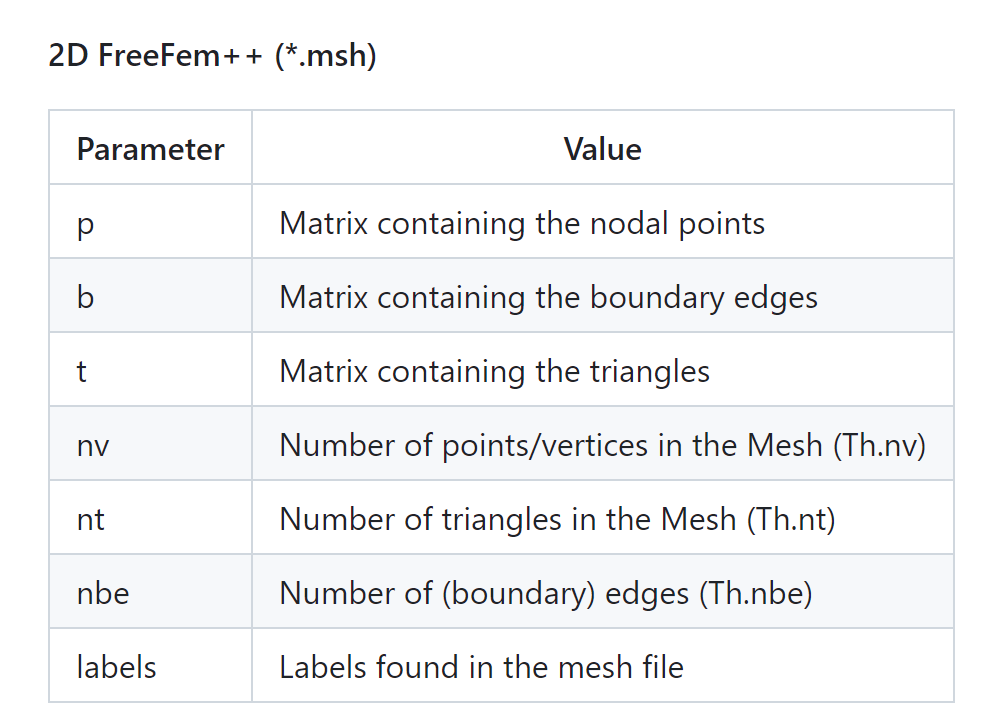 2D FreeFem++ (*.msh)
Parameter Value
p Matrix containing the nodal points
b Matrix containing the boundary edges
t Matrix containing the triangles
nv Number of points/vertices in the Mesh (Th.nv)
nt Number of triangles in the Mesh (Th.nt)
nbe Number of (boundary) edges (Th.nbe)
labels Labels found in the mesh file